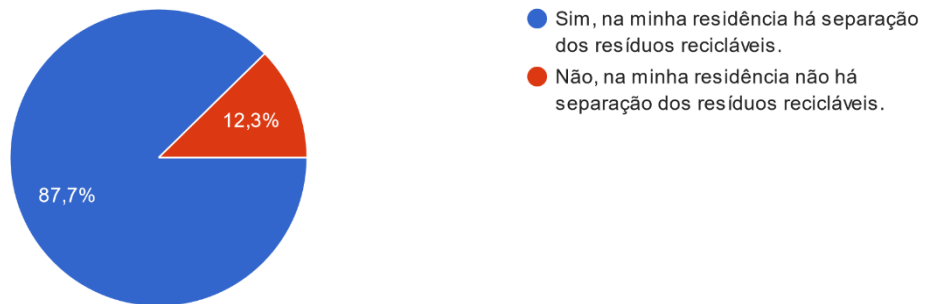 Sim, na minha residência há separação
dos resíduos recicláveis.
Não, na minha residência não há
separação dos resíduos recicláveis.
12,3%
87,7%